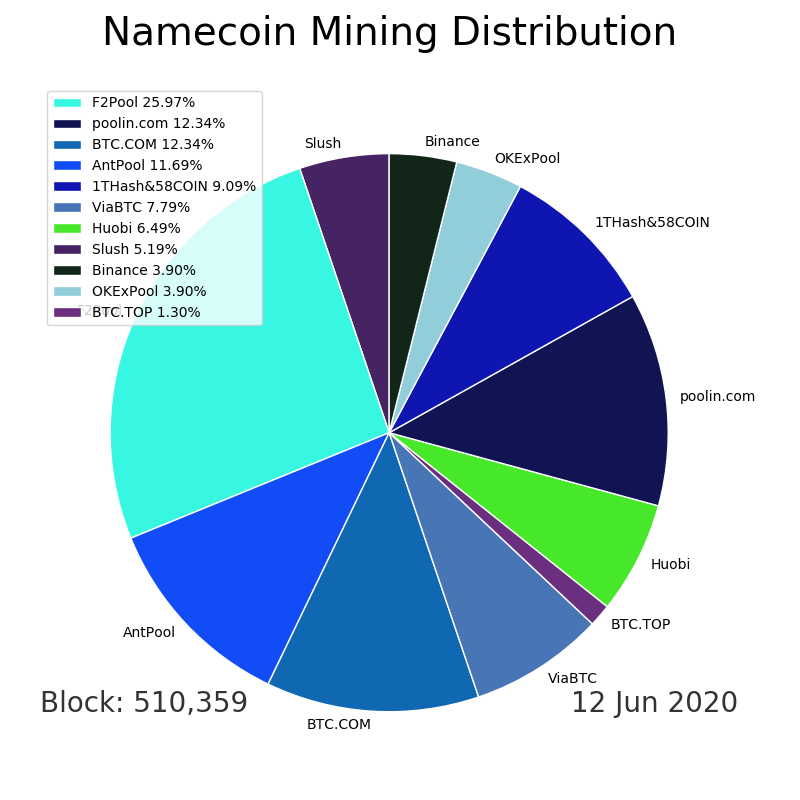 Namecoin Mining Distribution
F2Pool 25.97%
poolin.com 12.34%
BTC.COM 12.34%
AntPool 11.69%
1THash&58COIN 9.09%
ViaBTC 7.79%
Huobi 6.49%
Slush 5.19%
Binance 3.90%
OKExPool 3.90%
BTC.TOP 1.30%
Slush
Binance
OKExPool
1THash&58COIN
F2Pool
poolin.com
Huobi
BTC.TOP
AntPool
ViaBTC
BTC.COM
Block: 510,359
12 Jun 2020